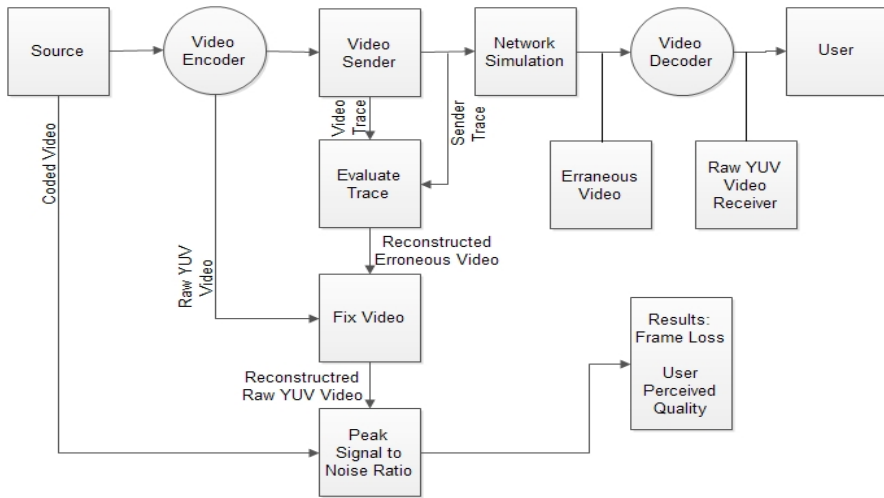 Source
Video
Encoder
Video
Sender
Network
Simulation
Video
Decoder
User
Coded Video
Raw YUV
Video
Video
Trace
Sender
Trace
Evaluate
Trace
Erraneous
Video
Raw YUV
Video
Receiver
Reconstructed
Erroneous Video
Fix Video
Reconstructred
Raw YUV Video
Results:
Frame Loss
User
Perceived
Quality
Peak
Signal to
Noise Ratio